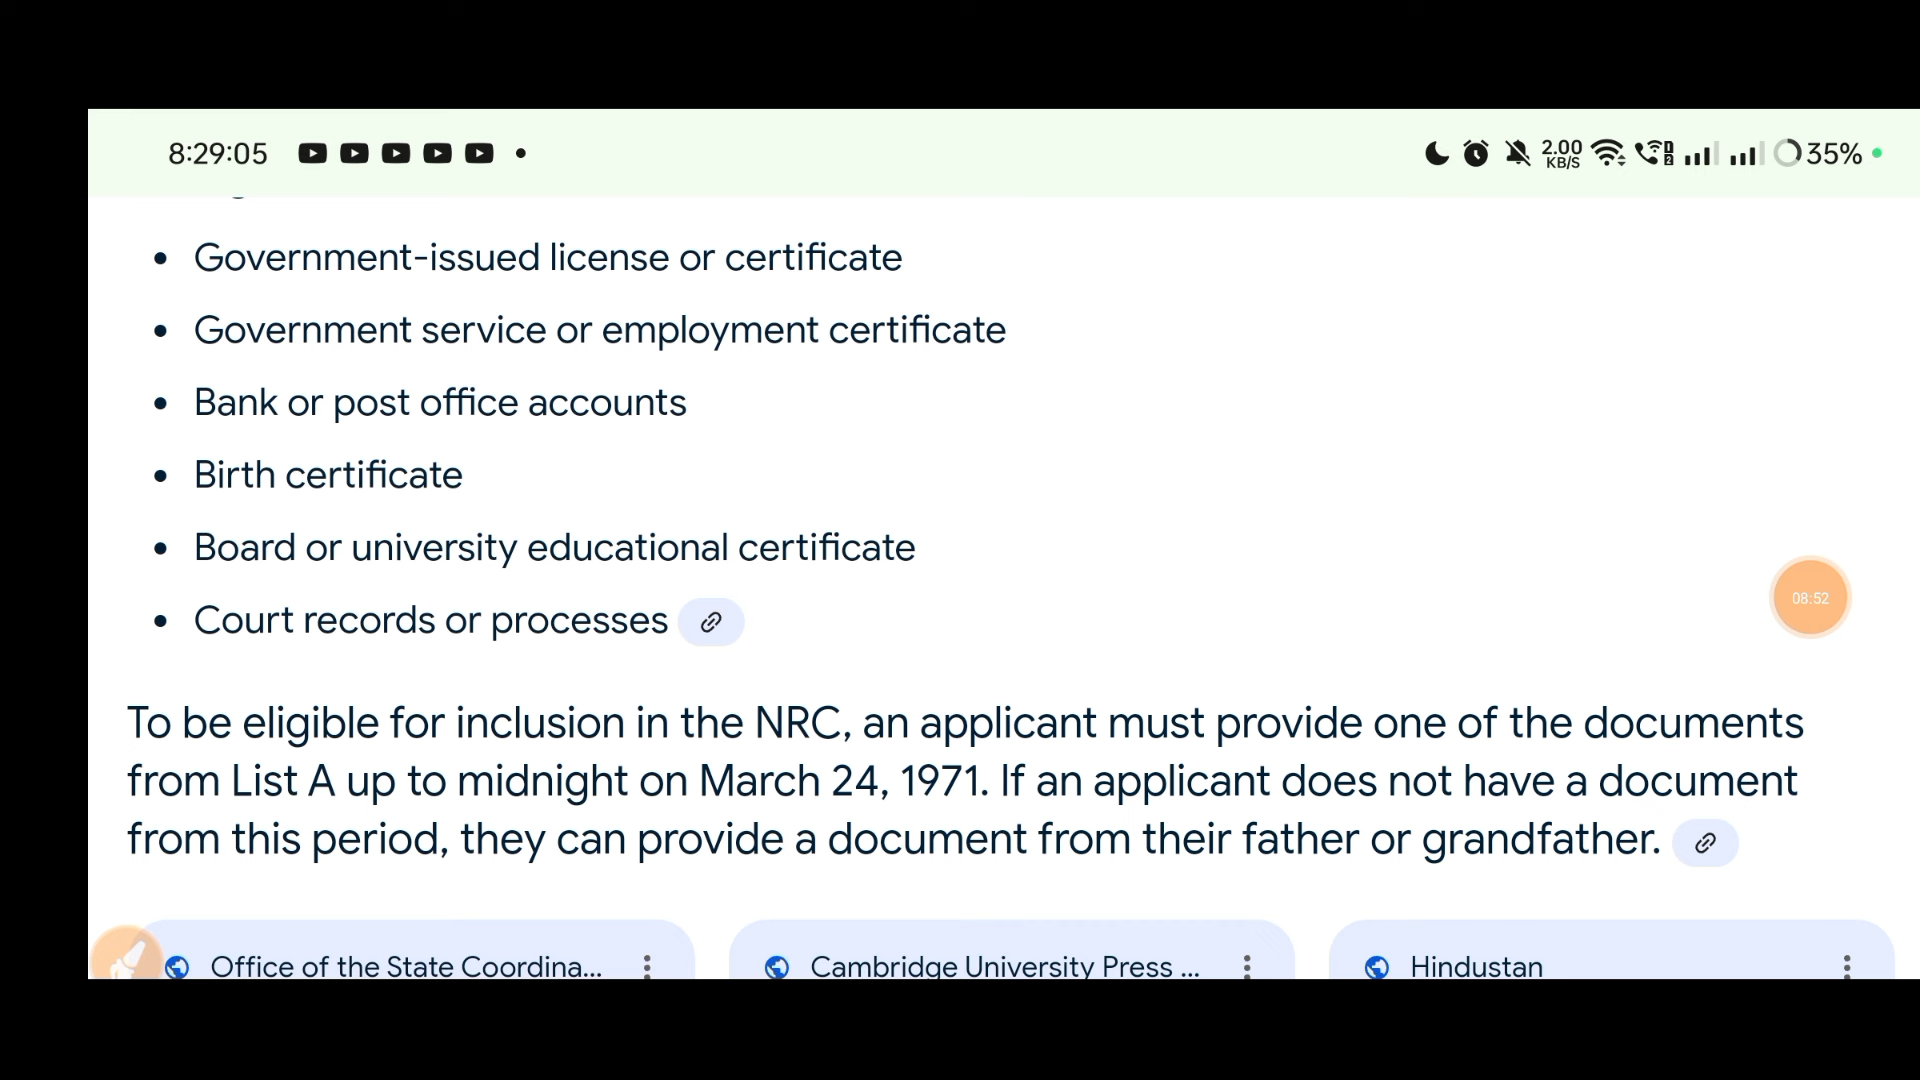 8:29:05 2.00 KB/S 35%
Government-issued license or certificate
Government service or employment certificate
Bank or post office accounts
Birth certificate
Board or university educational certificate
08:52
Court records or processes
To be eligible for inclusion in the NRC, an applicant must provide one of the documents
from List A up to midnight on March 24, 1971. If an applicant does not have a document
from this period, they can provide a document from their father or grandfather.
Office of the State Coordina... Cambridge University Press ... Hindustan